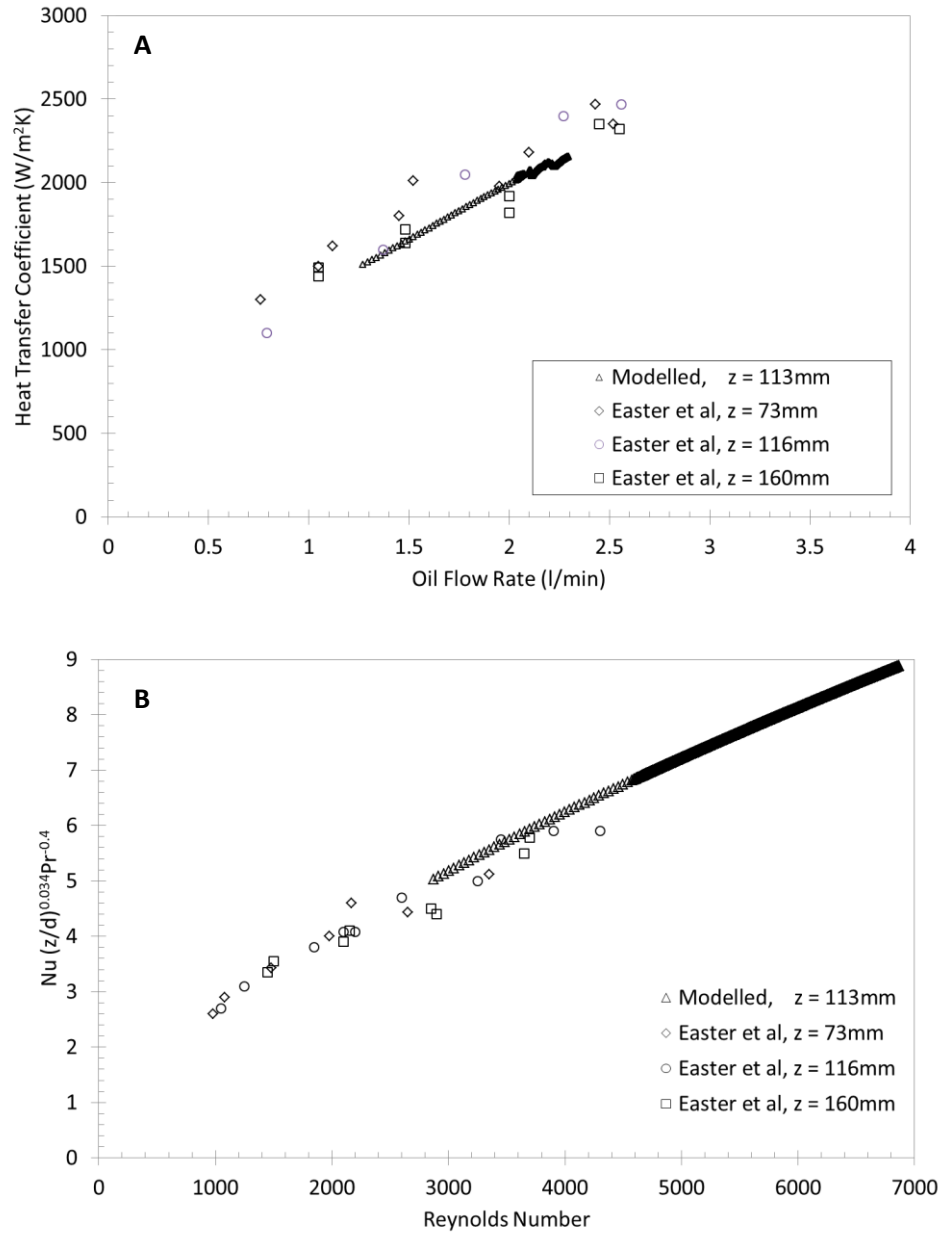 3000
A
2500
2000
1500
1000
500
0
Heat Transfer Coefficient (W/m²K)
Modelled, z = 113mm
Easter et al, z = 73mm
Easter et al, z = 116mm
Easter et al, z = 160mm
0 0.5 1 1.5 2 2.5 3 3.5 4
Oil Flow Rate (l/min)
9
B
8
7
6
5
4
3
2
1
0
Nu (z/d)^0.034Pr^-0.4
Modelled, z = 113mm
Easter et al, z = 73mm
Easter et al, z = 116mm
Easter et al, z = 160mm
0 1000 2000 3000 4000 5000 6000 7000
Reynolds Number